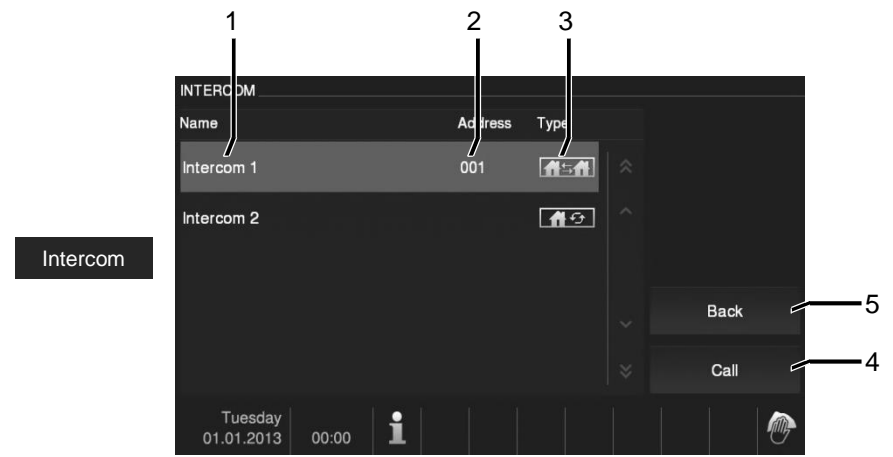 1 2 3
INTERCOM
Name Address Type
Intercom 1 001
Intercom 2
Intercom
Back 5
Call 4
Tuesday
01.01.2013 00:00